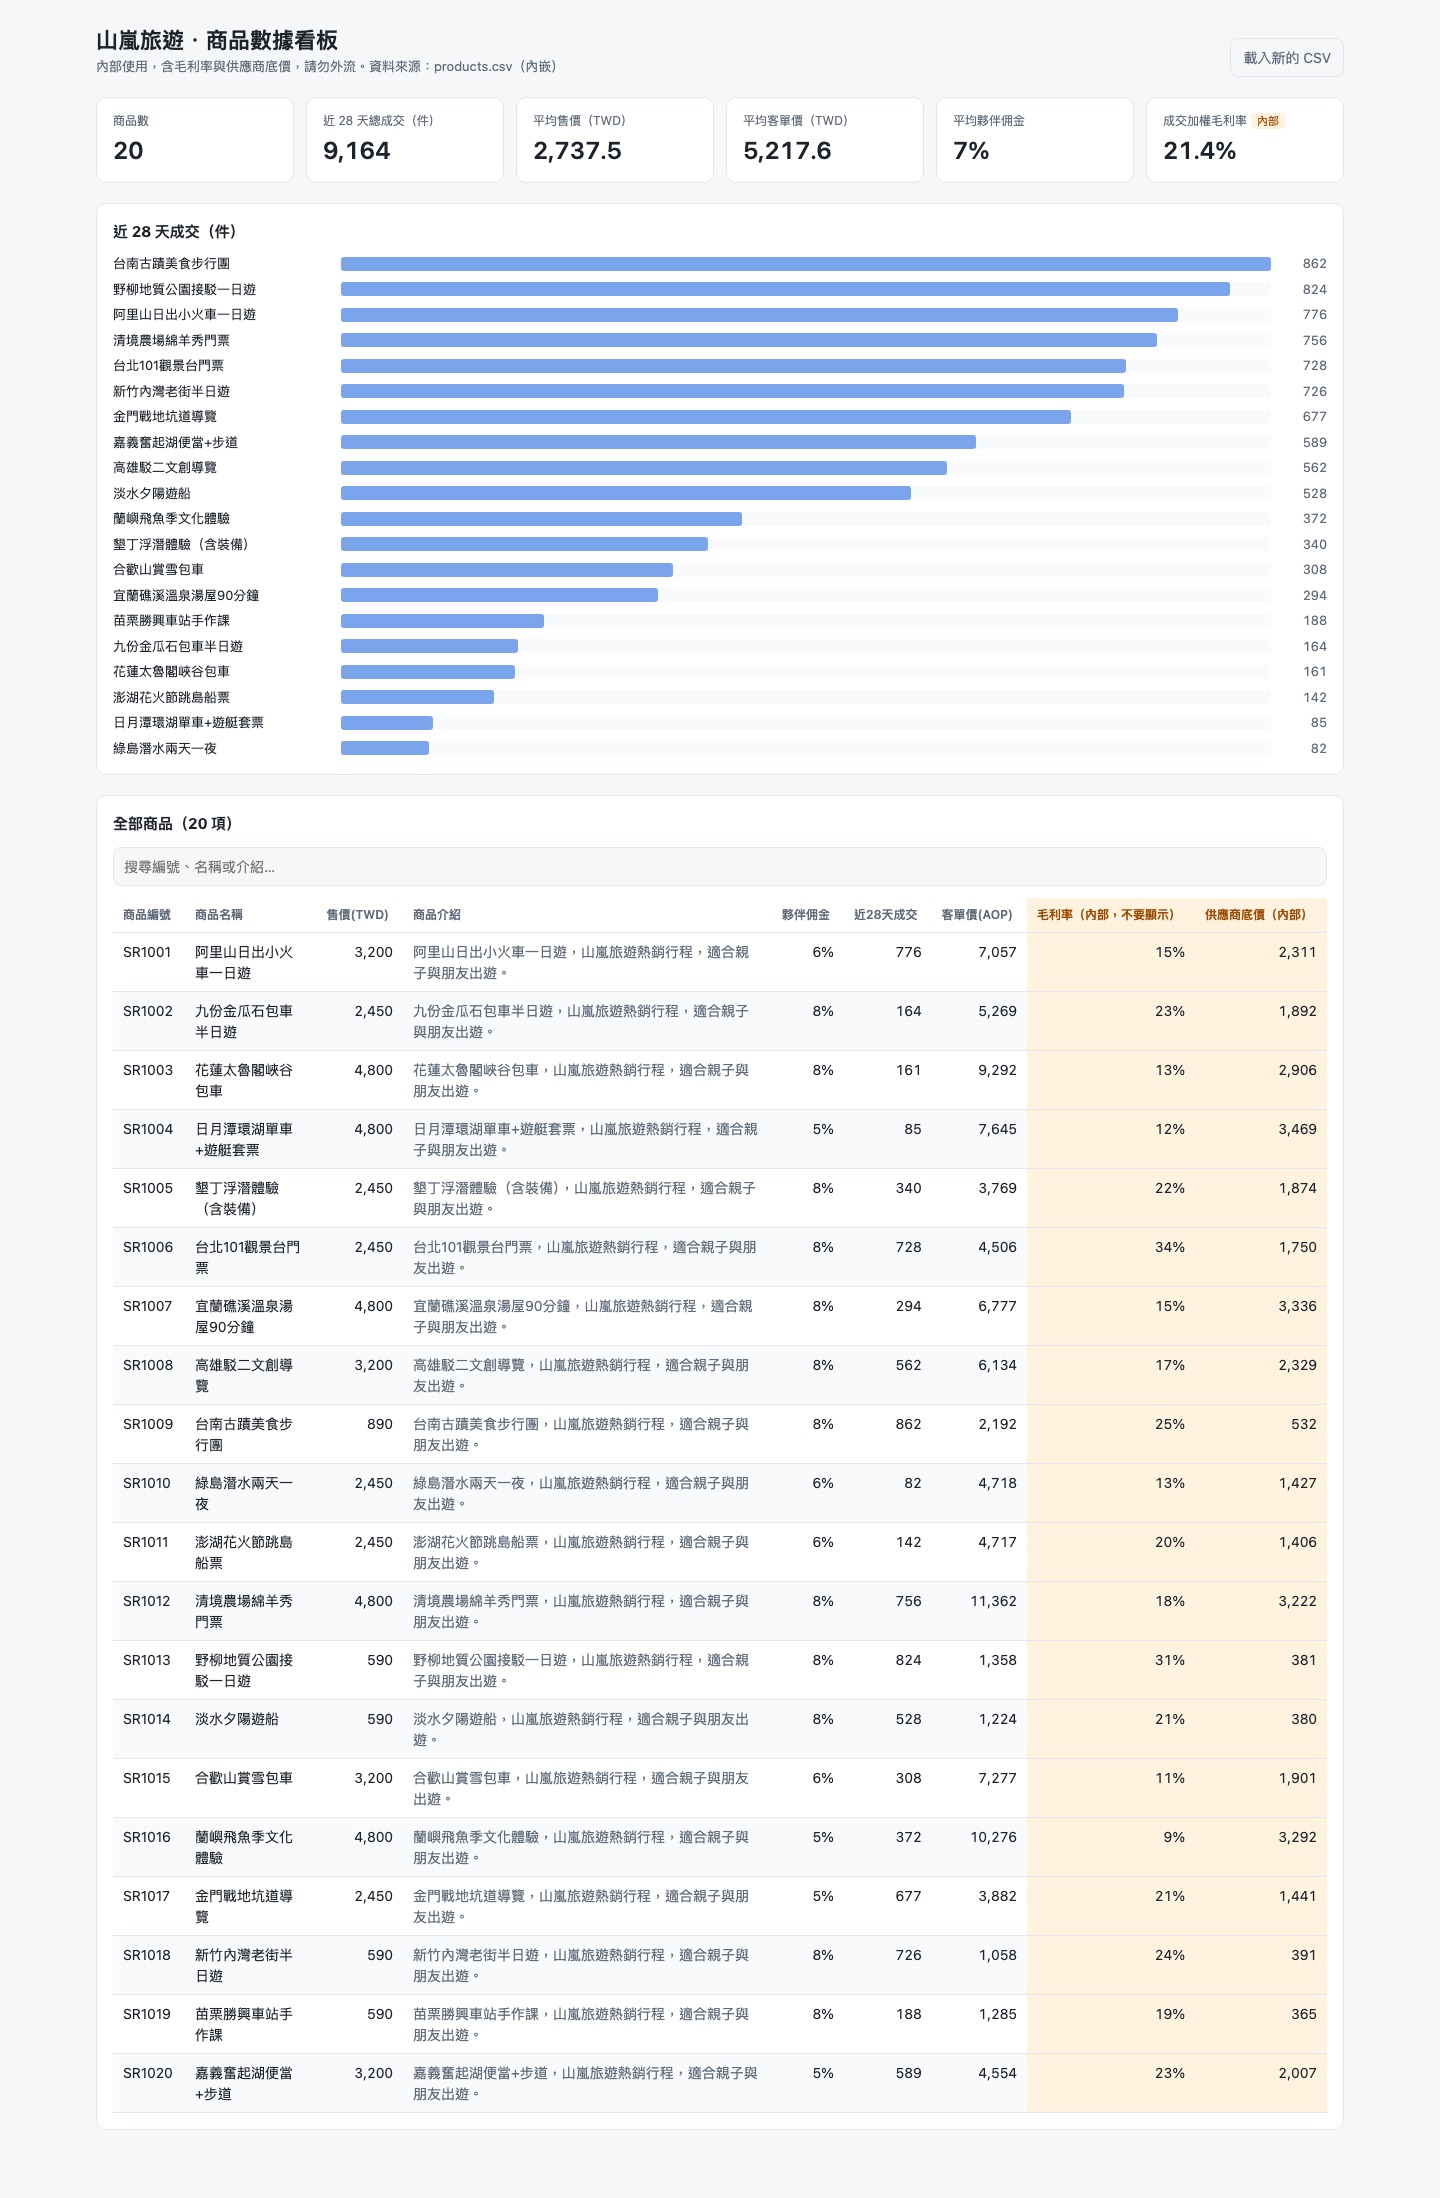 山嵐旅遊 · 商品數據看板
內部使用，含毛利率與供應商底價，請勿外流。資料來源：products.csv（內嵌）
載入新的 CSV
商品數
20
近 28 天總成交（件）
9,164
平均售價（TWD）
2,737.5
平均客單價（TWD）
5,217.6
平均夥伴佣金
7%
成交加權毛利率 內部
21.4%
近 28 天成交（件）
台南古蹟美食步行團 862
野柳地質公園接駁一日遊 824
阿里山日出小火車一日遊 776
清境農場綿羊秀門票 756
台北101觀景台門票 728
新竹內灣老街半日遊 726
金門戰地坑道導覽 677
嘉義奮起湖便當+步道 589
高雄駁二文創導覽 562
淡水夕陽遊船 528
蘭嶼飛魚季文化體驗 372
墾丁浮潛體驗（含裝備） 340
合歡山賞雪包車 308
宜蘭礁溪溫泉湯屋90分鐘 294
苗栗勝興車站手作課 188
九份金瓜石包車半日遊 164
花蓮太魯閣峽谷包車 161
澎湖花火節跳島船票 142
日月潭環湖單車+遊艇套票 85
綠島潛水兩天一夜 82
全部商品（20 項）
搜尋編號、名稱或介紹…
商品編號 商品名稱 售價(TWD) 商品介紹 夥伴佣金 近28天成交 客單價(AOP) 毛利率（內部，不要顯示） 供應商底價（內部）
SR1001 阿里山日出小火 3,200 阿里山日出小火車一日遊，山嵐旅遊熱銷行程，適合親 6% 776 7,057 15% 2,311
車一日遊 子與朋友出遊。
SR1002 九份金瓜石包車 2,450 九份金瓜石包車半日遊，山嵐旅遊熱銷行程，適合親子 8% 164 5,269 23% 1,892
半日遊 與朋友出遊。
SR1003 花蓮太魯閣峽谷 4,800 花蓮太魯閣峽谷包車，山嵐旅遊熱銷行程，適合親子與 8% 161 9,292 13% 2,906
包車 朋友出遊。
SR1004 日月潭環湖單車 4,800 日月潭環湖單車+遊艇套票，山嵐旅遊熱銷行程，適合親 5% 85 7,645 12% 3,469
+遊艇套票 子與朋友出遊。
SR1005 墾丁浮潛體驗 2,450 墾丁浮潛體驗（含裝備），山嵐旅遊熱銷行程，適合親子 8% 340 3,769 22% 1,874
（含裝備） 與朋友出遊。
SR1006 台北101觀景台門 2,450 台北101觀景台門票，山嵐旅遊熱銷行程，適合親子與朋 8% 728 4,506 34% 1,750
票 友出遊。
SR1007 宜蘭礁溪溫泉湯 4,800 宜蘭礁溪溫泉湯屋90分鐘，山嵐旅遊熱銷行程，適合親 8% 294 6,777 15% 3,336
屋90分鐘 子與朋友出遊。
SR1008 高雄駁二文創導 3,200 高雄駁二文創導覽，山嵐旅遊熱銷行程，適合親子與朋 8% 562 6,134 17% 2,329
覽 友出遊。
SR1009 台南古蹟美食步 890 台南古蹟美食步行團，山嵐旅遊熱銷行程，適合親子與 8% 862 2,192 25% 532
行團 朋友出遊。
SR1010 綠島潛水兩天一 2,450 綠島潛水兩天一夜，山嵐旅遊熱銷行程，適合親子與朋 6% 82 4,718 13% 1,427
夜 友出遊。
SR1011 澎湖花火節跳島 2,450 澎湖花火節跳島船票，山嵐旅遊熱銷行程，適合親子與 6% 142 4,717 20% 1,406
船票 朋友出遊。
SR1012 清境農場綿羊秀 4,800 清境農場綿羊秀門票，山嵐旅遊熱銷行程，適合親子與 8% 756 11,362 18% 3,222
門票 朋友出遊。
SR1013 野柳地質公園接 590 野柳地質公園接駁一日遊，山嵐旅遊熱銷行程，適合親 8% 824 1,358 31% 381
駁一日遊 子與朋友出遊。
SR1014 淡水夕陽遊船 590 淡水夕陽遊船，山嵐旅遊熱銷行程，適合親子與朋友出 8% 528 1,224 21% 380
遊。
SR1015 合歡山賞雪包車 3,200 合歡山賞雪包車，山嵐旅遊熱銷行程，適合親子與朋友 6% 308 7,277 11% 1,901
出遊。
SR1016 蘭嶼飛魚季文化 4,800 蘭嶼飛魚季文化體驗，山嵐旅遊熱銷行程，適合親子與 5% 372 10,276 9% 3,292
體驗 朋友出遊。
SR1017 金門戰地坑道導 2,450 金門戰地坑道導覽，山嵐旅遊熱銷行程，適合親子與朋 5% 677 3,882 21% 1,441
覽 友出遊。
SR1018 新竹內灣老街半 590 新竹內灣老街半日遊，山嵐旅遊熱銷行程，適合親子與 8% 726 1,058 24% 391
日遊 朋友出遊。
SR1019 苗栗勝興車站手 590 苗栗勝興車站手作課，山嵐旅遊熱銷行程，適合親子與 8% 188 1,285 19% 365
作課 朋友出遊。
SR1020 嘉義奮起湖便當 3,200 嘉義奮起湖便當+步道，山嵐旅遊熱銷行程，適合親子與 5% 589 4,554 23% 2,007
+步道 朋友出遊。